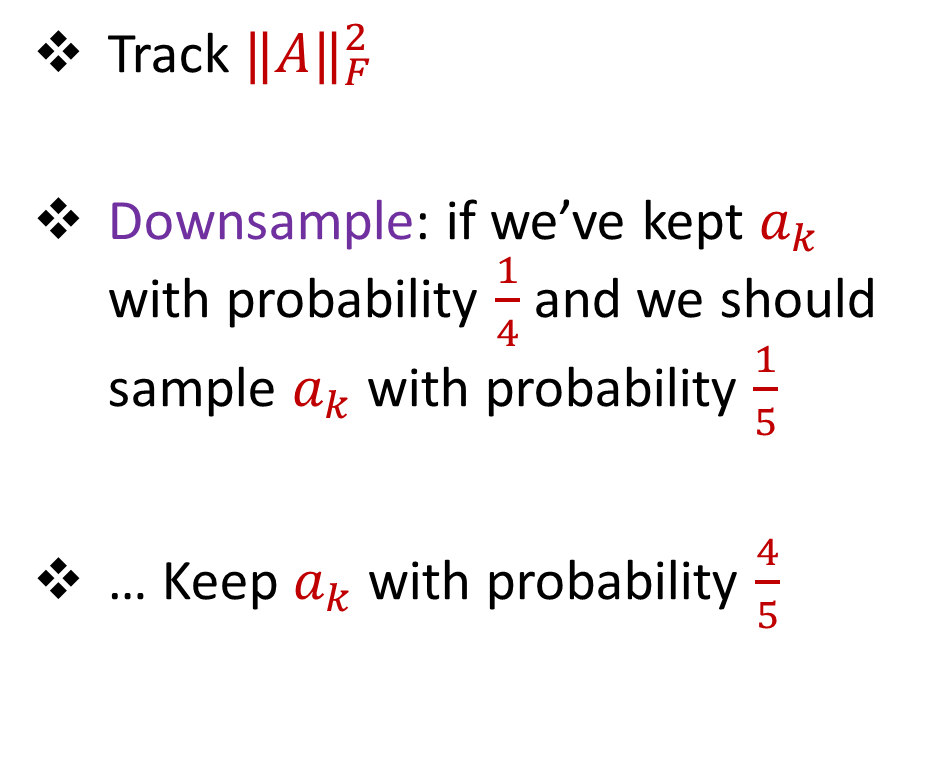 ❖ Track ‖A‖²_F
❖ Downsample: if we’ve kept a_k
with probability 1/4 and we should
sample a_k with probability 1/5
❖ … Keep a_k with probability 4/5